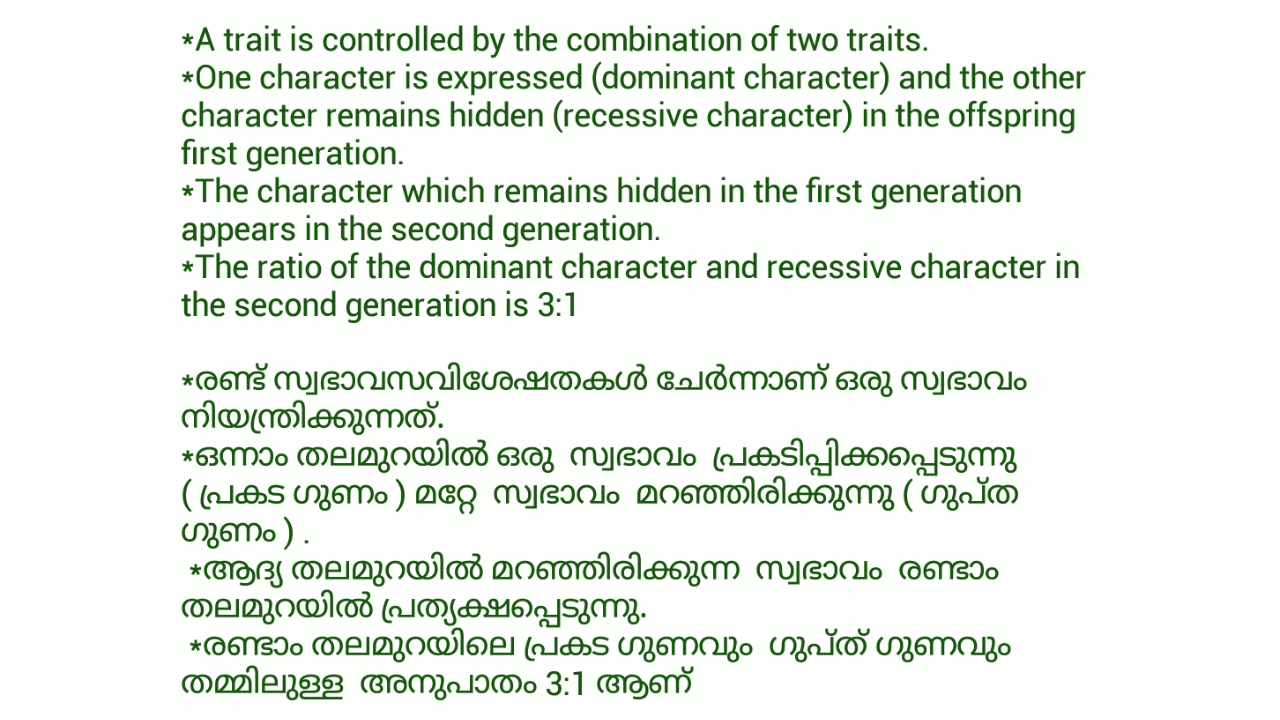 *A trait is controlled by the combination of two traits.
*One character is expressed (dominant character) and the other
character remains hidden (recessive character) in the offspring
first generation.
*The character which remains hidden in the first generation
appears in the second generation.
*The ratio of the dominant character and recessive character in
the second generation is 3:1
*രണ്ട് സ്വഭാവസവിശേഷതകൾ ചേർന്നാണ് ഒരു സ്വഭാവം
നിയന്ത്രിക്കുന്നത്.
*ഒന്നാം തലമുറയിൽ ഒരു സ്വഭാവം പ്രകടിപ്പിക്കപ്പെടുന്നു
( പ്രകട ഗുണം ) മറ്റേ സ്വഭാവം മറഞ്ഞിരിക്കുന്നു ( ഗുപ്ത
ഗുണം ) .
*ആദ്യ തലമുറയിൽ മറഞ്ഞിരിക്കുന്ന സ്വഭാവം രണ്ടാം
തലമുറയിൽ പ്രത്യക്ഷപ്പെടുന്നു.
*രണ്ടാം തലമുറയിലെ പ്രകട ഗുണവും ഗുപ്ത് ഗുണവും
തമ്മിലുള്ള അനുപാതം 3:1 ആണ്